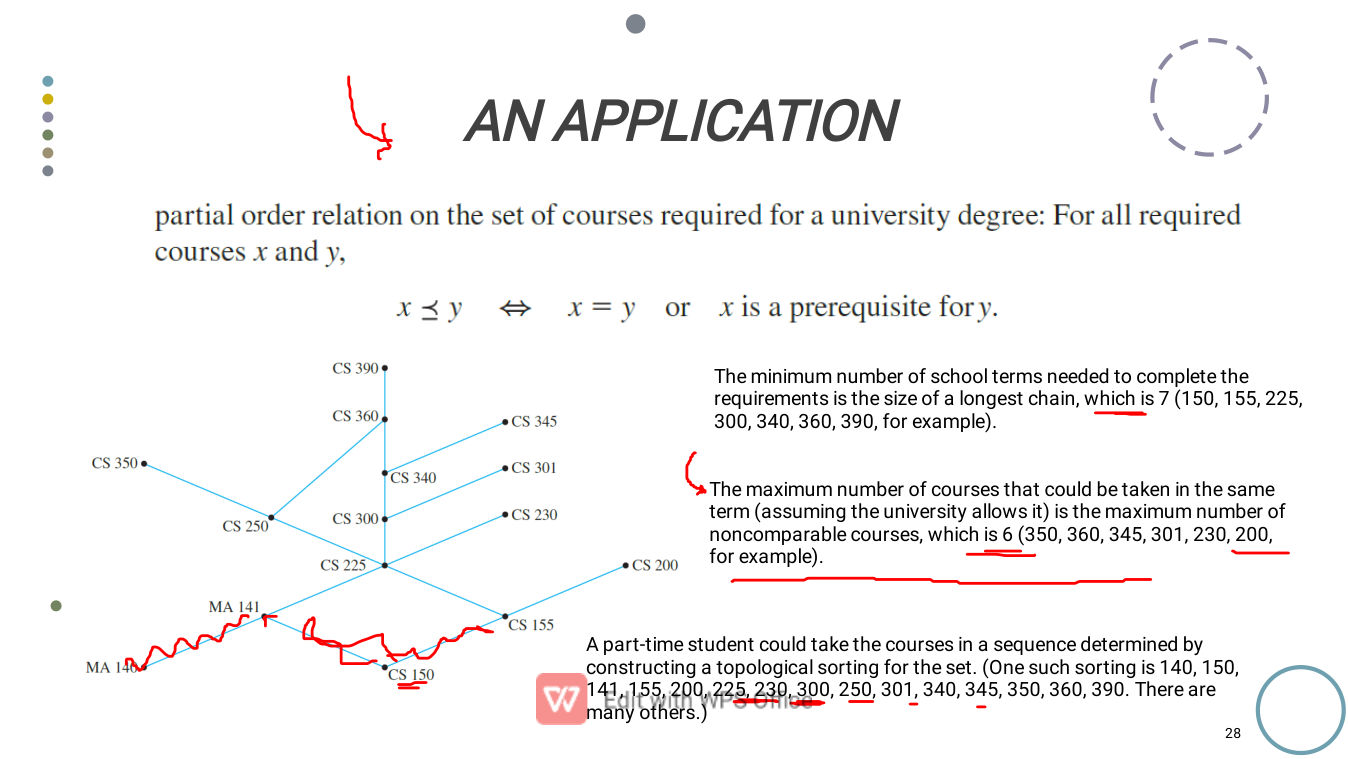 AN APPLICATION
partial order relation on the set of courses required for a university degree: For all required
courses x and y,
x ⪯ y ⇔ x = y or x is a prerequisite for y.
CS 390
CS 360
CS 345
CS 350
CS 301
CS 340
CS 250
CS 300
CS 230
CS 225
CS 200
MA 141
CS 155
MA 140
CS 150
The minimum number of school terms needed to complete the
requirements is the size of a longest chain, which is 7 (150, 155, 225,
300, 340, 360, 390, for example).
The maximum number of courses that could be taken in the same
term (assuming the university allows it) is the maximum number of
noncomparable courses, which is 6 (350, 360, 345, 301, 230, 200,
for example).
A part-time student could take the courses in a sequence determined by
constructing a topological sorting for the set. (One such sorting is 140, 150,
141, 155, 200, 225, 230, 300, 250, 301, 340, 345, 350, 360, 390. There are
many others.)
Edit with WPS Office
28